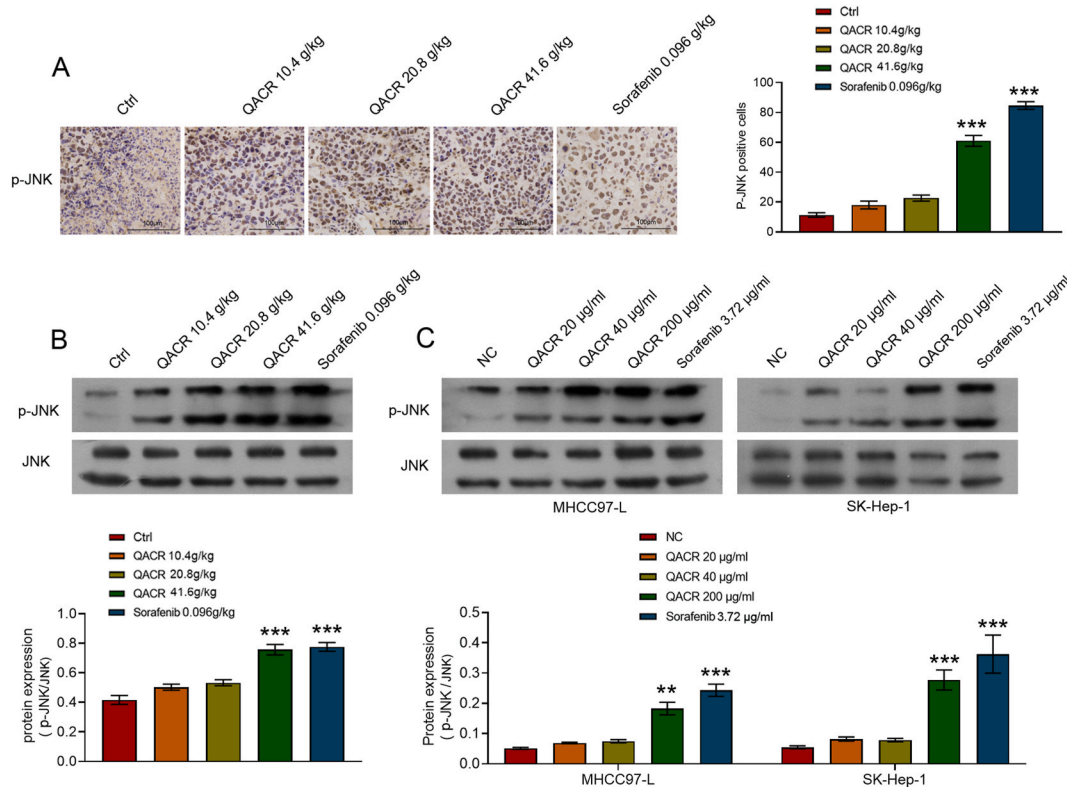 A
Ctrl
QACR 10.4 g/kg
QACR 20.8 g/kg
QACR 41.6 g/kg
Sorafenib 0.096 g/kg
p-JNK
100μm
100μm
100μm
100μm
100μm
Ctrl
QACR 10.4g/kg
QACR 20.8g/kg
QACR 41.6g/kg
Sorafenib 0.096g/kg
P-JNK positive cells
100
80
60
40
20
0
***
***
B
Ctrl
QACR 10.4 g/kg
QACR 20.8 g/kg
QACR 41.6 g/kg
Sorafenib 0.096 g/kg
p-JNK
JNK
C
NC
QACR 20 μg/ml
QACR 40 μg/ml
QACR 200 μg/ml
Sorafenib 3.72 μg/ml
NC
QACR 20 μg/ml
QACR 40 μg/ml
QACR 200 μg/ml
Sorafenib 3.72 μg/ml
p-JNK
JNK
MHCC97-L
SK-Hep-1
Ctrl
QACR 10.4g/kg
QACR 20.8g/kg
QACR 41.6g/kg
Sorafenib 0.096g/kg
protein expression
( p-JNK/JNK)
1.0
0.8
0.6
0.4
0.2
0.0
***
***
NC
QACR 20 μg/ml
QACR 40 μg/ml
QACR 200 μg/ml
Sorafenib 3.72 μg/ml
Protein expression
( p-JNK /JNK)
0.5
0.4
0.3
0.2
0.1
0.0
**
***
***
***
MHCC97-L
SK-Hep-1